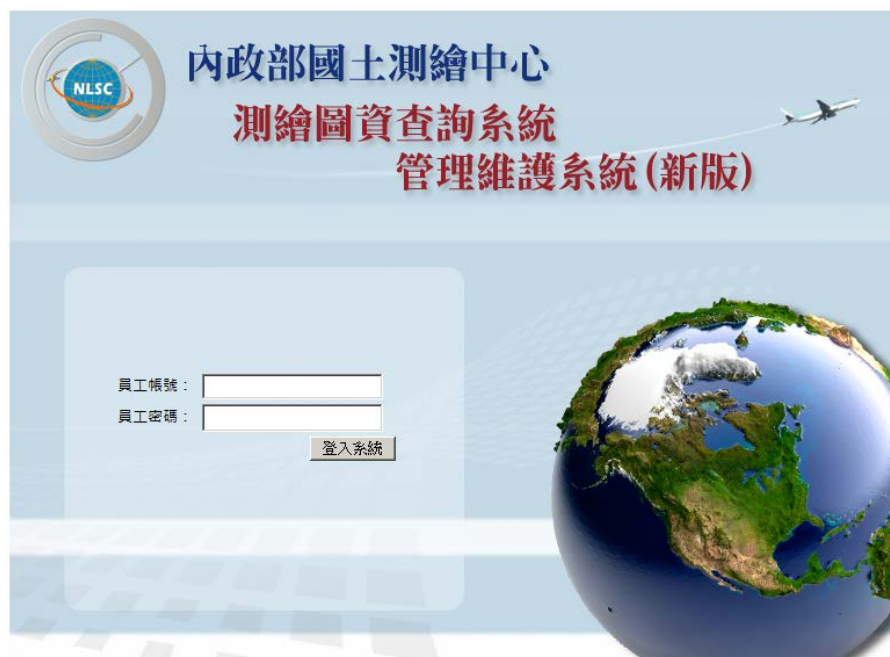 NLSC
內政部國土測繪中心
測繪圖資查詢系統
管理維護系統(新版)
員工帳號：
員工密碼：
登入系統